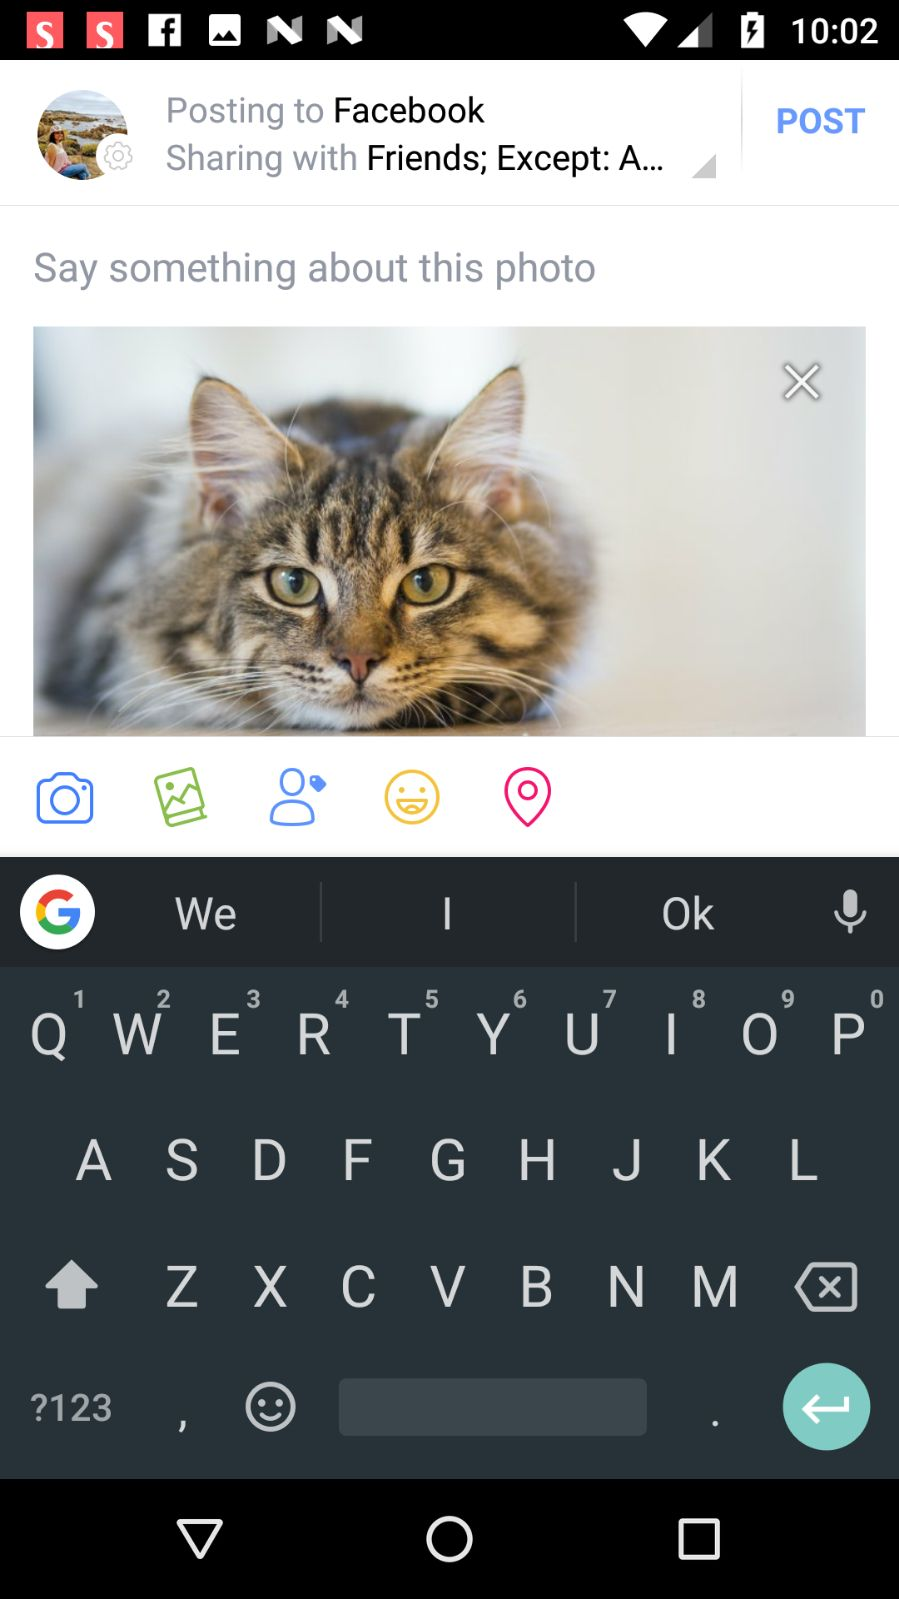 10:02
Posting to Facebook
Sharing with Friends; Except: A...
POST
Say something about this photo
We I Ok
1 2 3 4 5 6 7 8 9 0
Q W E R T Y U I O P
A S D F G H J K L
Z X C V B N M
?123 , .